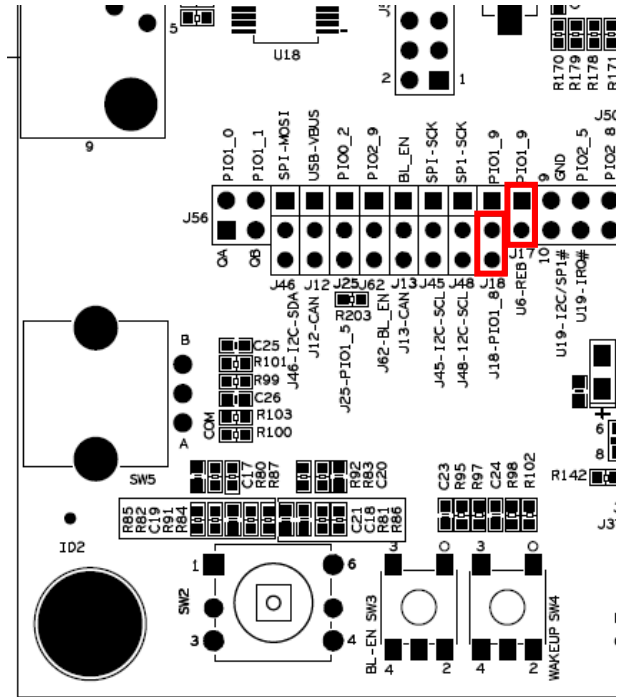 5
U18
2
1
R170
R179
R178
R171
9
PIO1_0
PIO1_1
SPI-MOSI
USB-VBUS
PIO0_2
PIO2_9
BL_EN
SPI-SCK
SP1-SCK
PIO1_9
PIO1_9
9
GND
PIO2_5
PIO2_8
J50
J56
QA
QB
J46
J12
J25
J62
J13
J45
J48
J18
J17
10
J46-I2C-SDA
J12-CAN
J25-PIO1_5
R203
J62-BL_EN
J13-CAN
J45-I2C-SCL
J48-I2C-SCL
J18-PIO1_8
U6-REB
U19-I2C/SP1#
U19-IRQ#
B
C25
R101
R99
C26
R103
R100
COM
A
SW5
+
6
8
R142
C17
R80
R87
R92
R83
C20
C23
R95
R97
C24
R98
R102
R85
R82
C19
R91
R84
C21
C18
R81
R86
ID2
1
6
SW2
3
4
3
0
BL-EN SW3
4
2
3
0
WAKEUP SW4
4
2